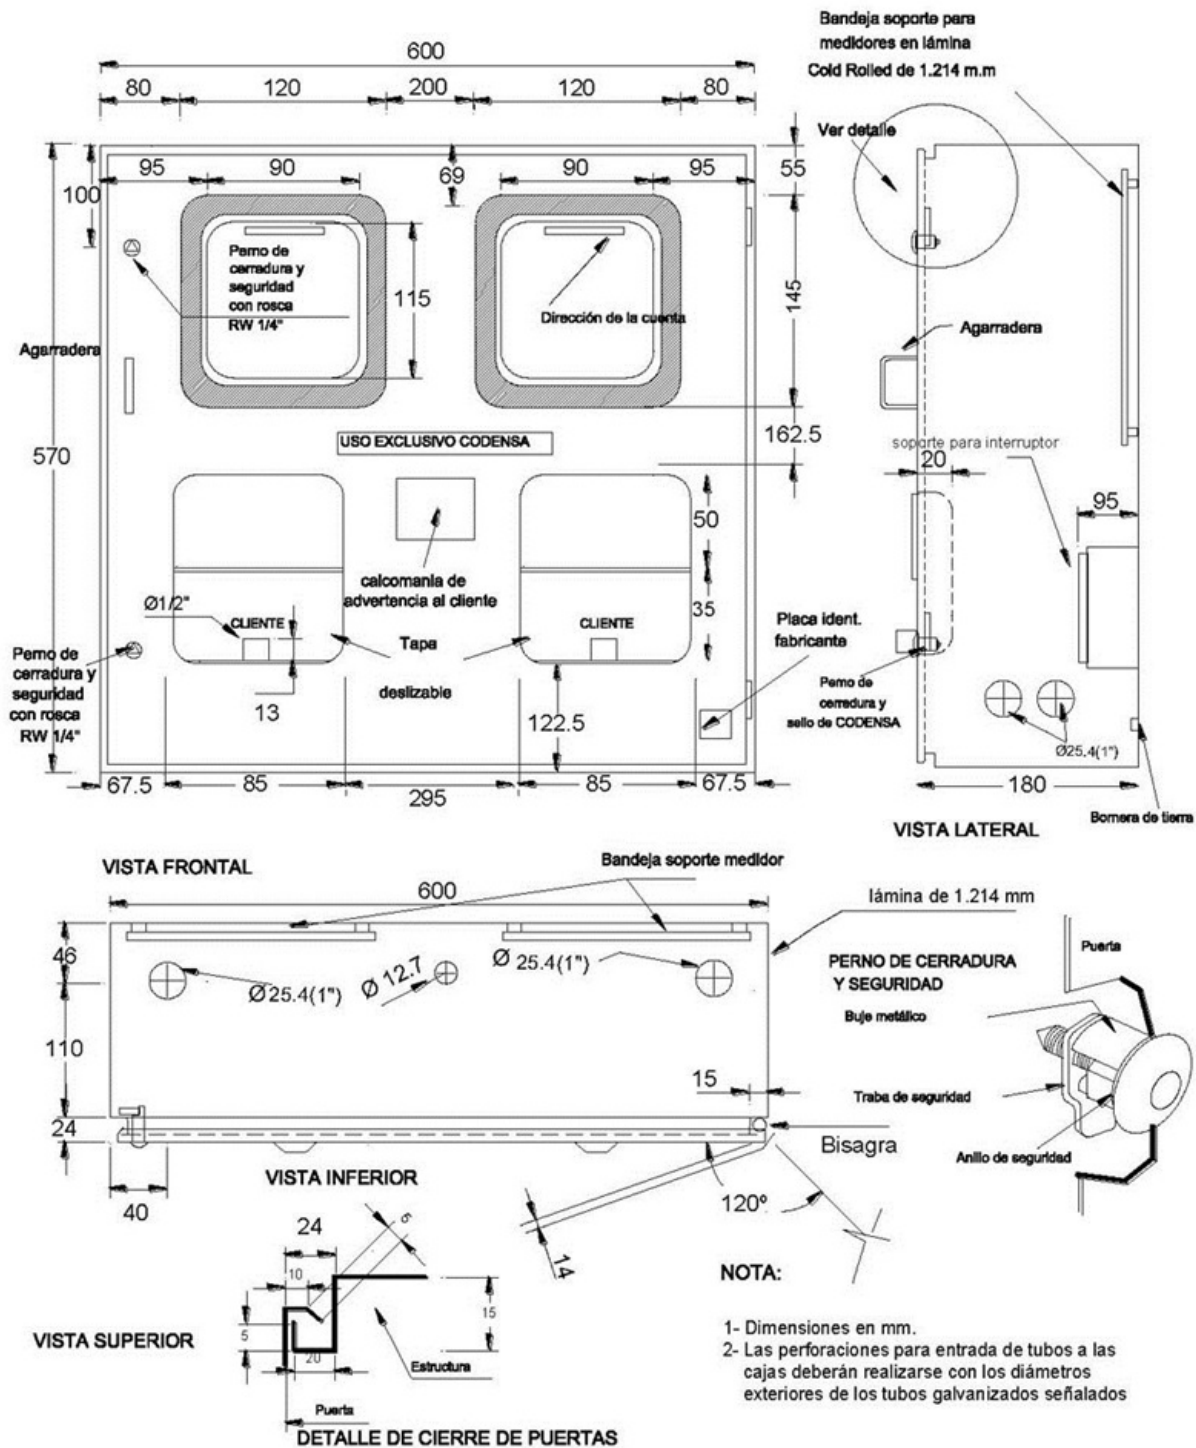 Bandeja soporte para
medidores en lámina
Cold Rolled de 1.214 m.m
600
80
120
200
120
80
Ver detalle
95
90
69
90
95
55
100
Perno de
cerradura y
seguridad
con rosca
RW 1/4"
115
Dirección de la cuenta
145
Agarradera
Agarradera
570
USO EXCLUSIVO CODENSA
162.5
soporte para interruptor
20
95
50
calcomanía de
advertencia al cliente
Ø1/2"
CLIENTE
Tapa
deslizable
CLIENTE
35
Placa ident.
fabricante
Perno de
cerradura y
seguridad
con rosca
RW 1/4"
13
122.5
Perno de
cerradura y
sello de CODENSA
Ø25.4(1")
67.5
85
295
85
67.5
180
Bornera de tierra
VISTA LATERAL
VISTA FRONTAL
Bandeja soporte medidor
600
lámina de 1.214 mm
46
Ø25.4(1")
Ø 12.7
Ø 25.4(1")
110
15
24
Bisagra
PERNO DE CERRADURA
Y SEGURIDAD
Puerta
Buje metálico
Traba de seguridad
Anillo de seguridad
VISTA INFERIOR
40
120º
14
24
5
10
15
5
20
VISTA SUPERIOR
Estructura
Puerta
DETALLE DE CIERRE DE PUERTAS
NOTA:
1- Dimensiones en mm.
2- Las perforaciones para entrada de tubos a las
cajas deberán realizarse con los diámetros
exteriores de los tubos galvanizados señalados